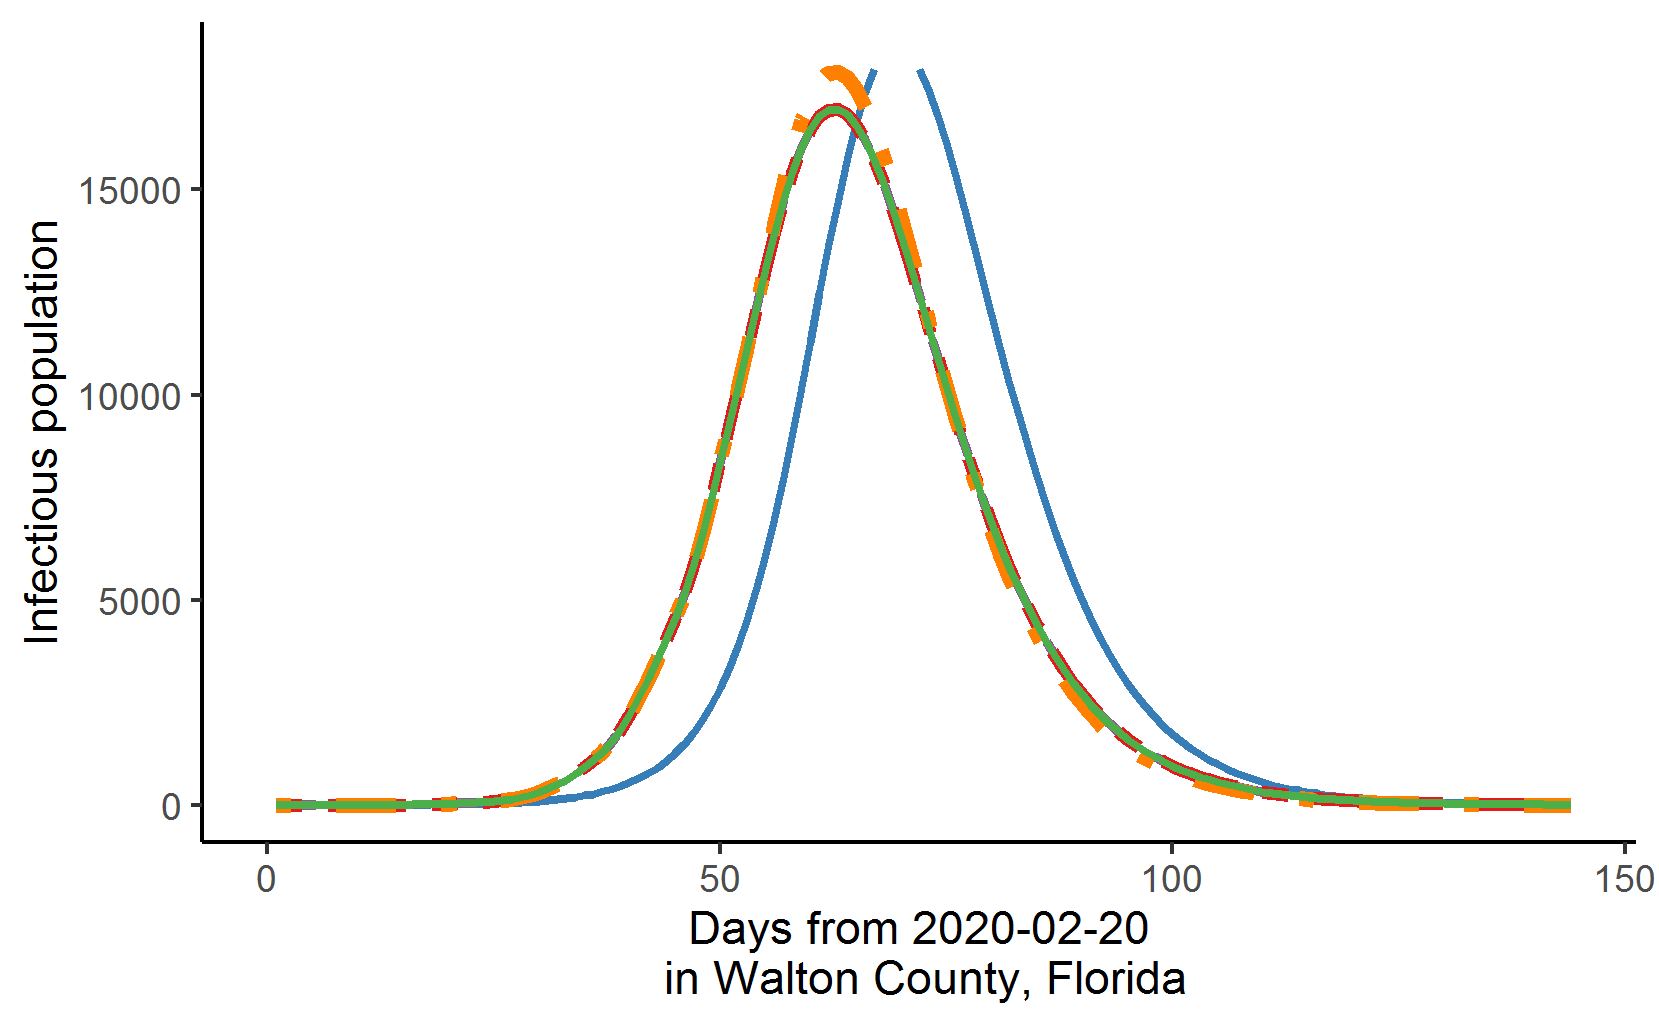 Infectious population
15000
10000
5000
0
0 50 100 150
Days from 2020-02-20
in Walton County, Florida